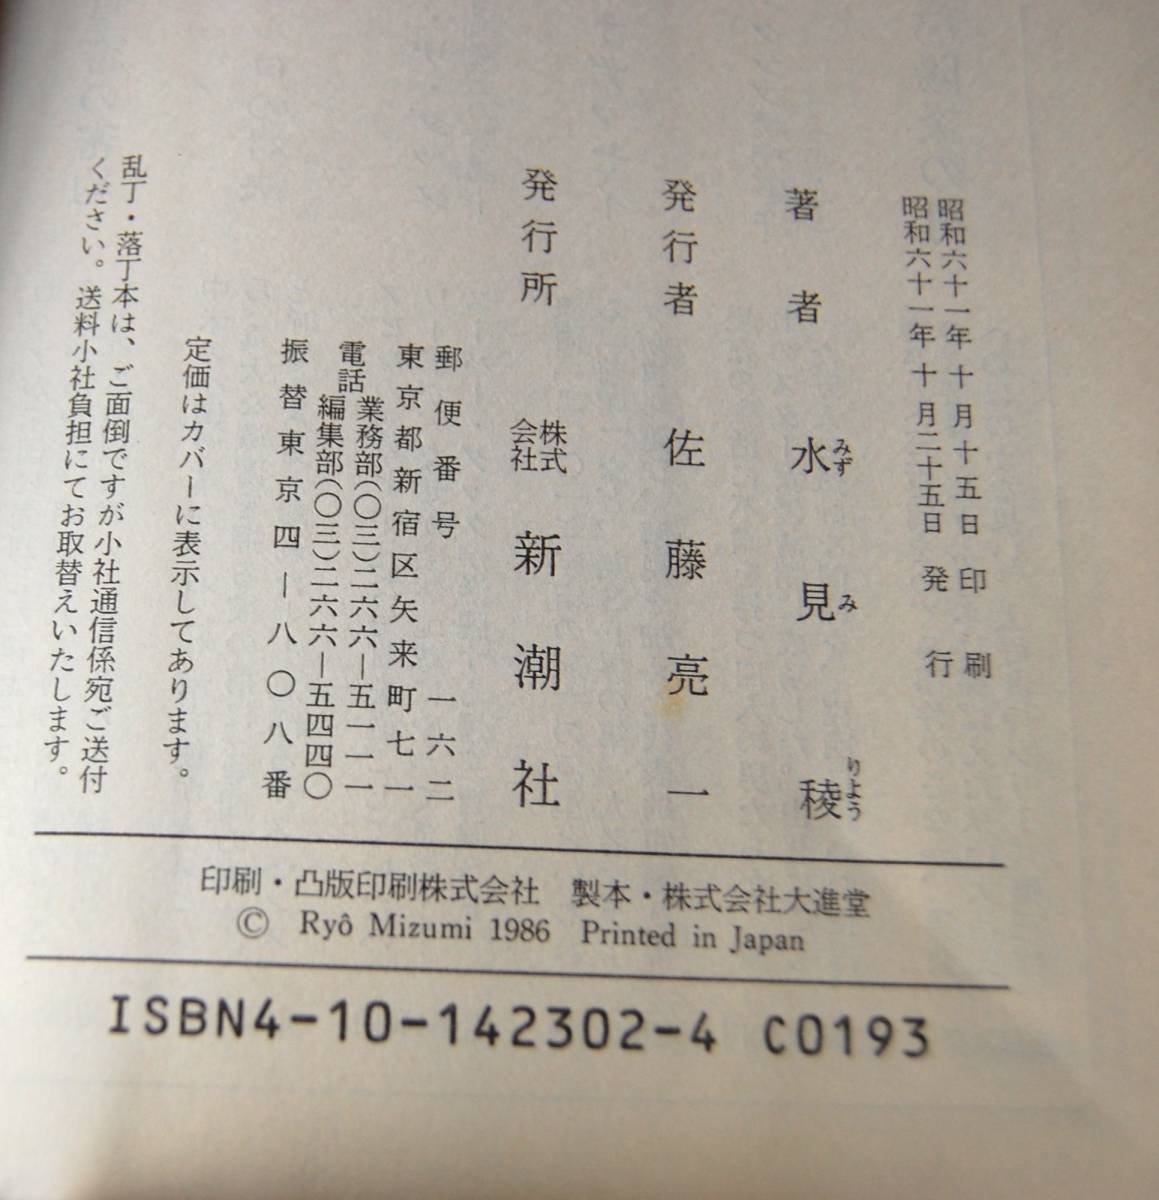 昭和六十一年十月十五日 印刷
昭和六十一年十月二十五日 発行
著者 水見稜
みず み りよう
発行者 佐藤亮一
発行所 株式会社 新潮社
郵便番号 一六二
東京都新宿区矢来町七一
電話 業務部(〇三)二六六―五一一一
編集部(〇三)二六六―五四四〇
振替東京四―八〇八番
定価はカバーに表示してあります。
乱丁・落丁本は、ご面倒ですが小社通信係宛ご送付
ください。送料小社負担にてお取替えいたします。
印刷・凸版印刷株式会社 製本・株式会社大進堂
© Ryô Mizumi 1986 Printed in Japan
ISBN4-10-142302-4 C0193